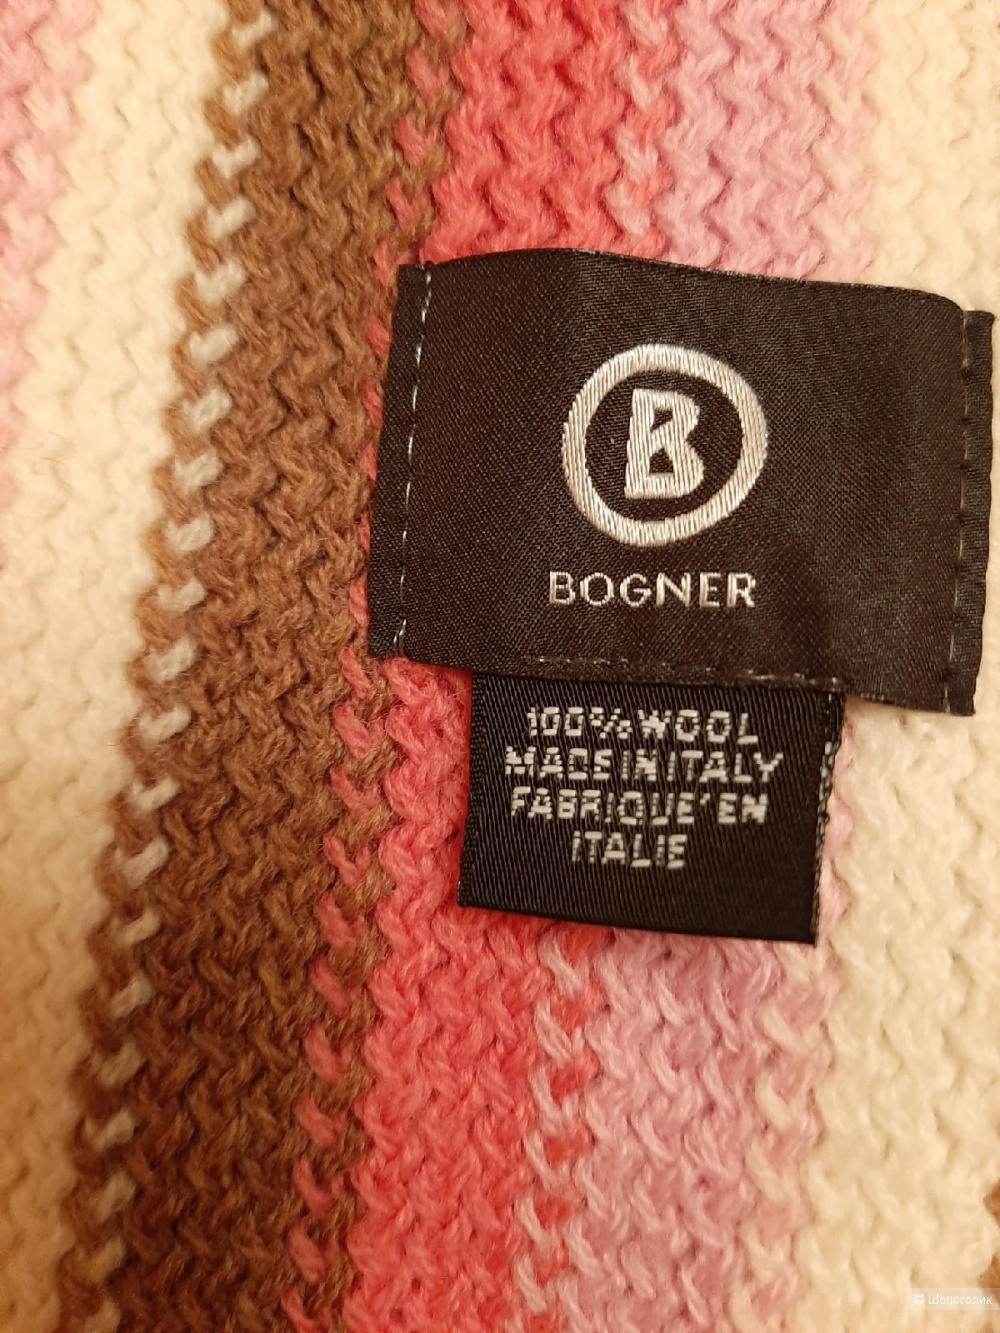 B
BOGNER
100% WOOL
MADE IN ITALY
FABRIQUE' EN
ITALIE
© Шопоголик